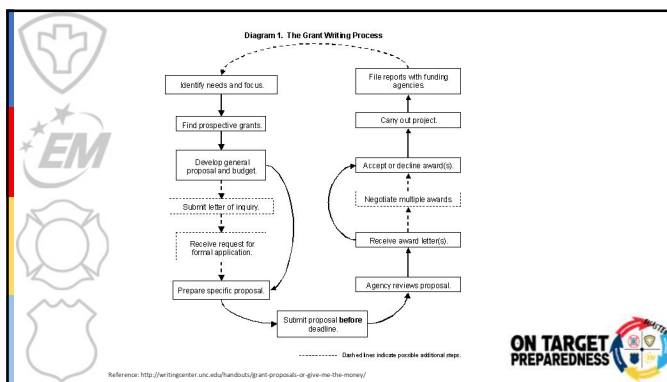 Diagram 1. The Grant Writing Process
Identify needs and focus.
Find prospective grants.
Develop general
proposal and budget.
Submit letter of inquiry.
Receive request for
formal application.
Prepare specific proposal.
Submit proposal before
deadline.
Agency reviews proposal.
Receive award letter(s).
Negotiate multiple awards.
Accept or decline award(s).
Carry out project.
File reports with funding
agencies.
Dashed lines indicate possible additional steps.
Reference: http://writingcenter.unc.edu/handouts/grant-proposals-or-give-me-the-money/
EM
ON TARGET
PREPAREDNESS